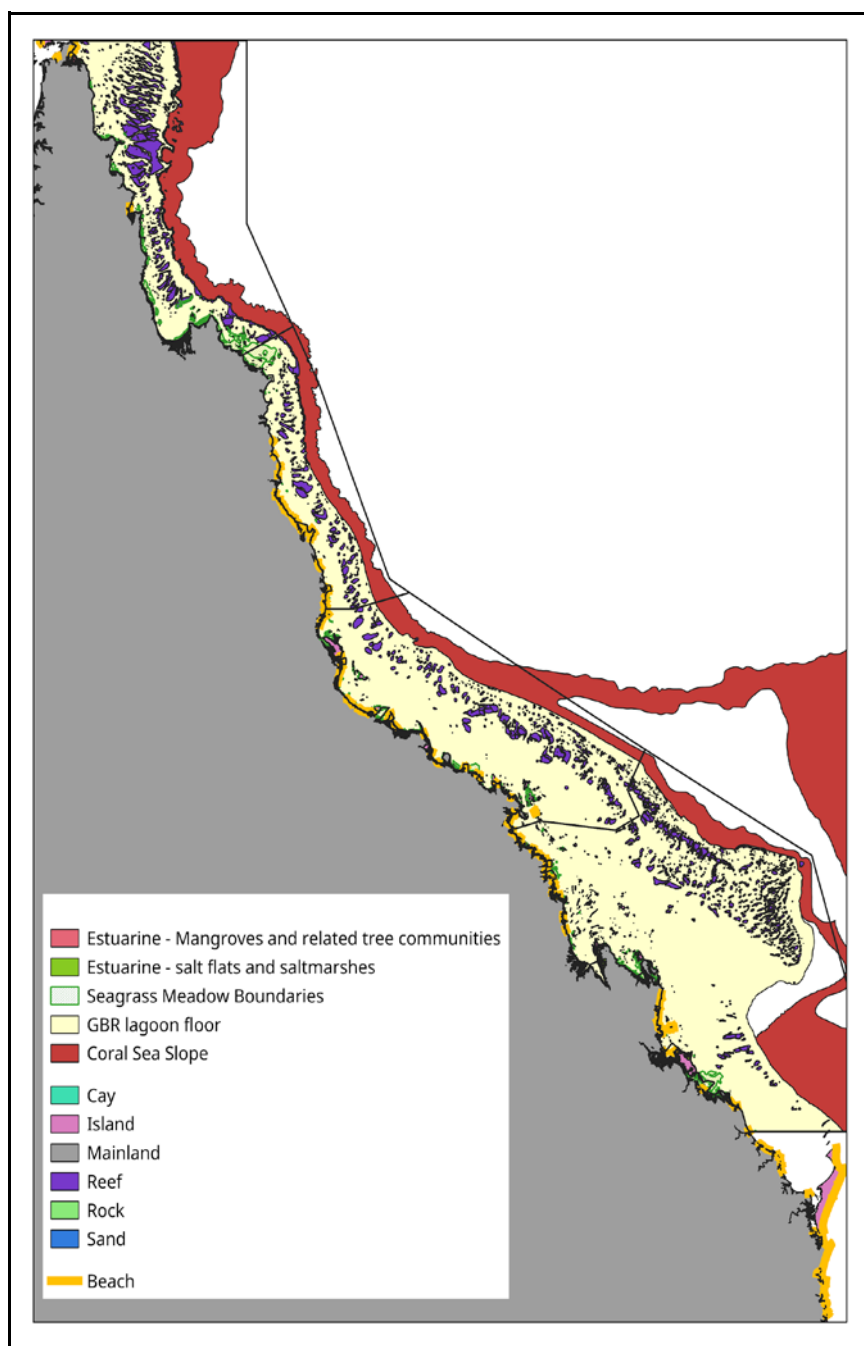 Estuarine - Mangroves and related tree communities
Estuarine - salt flats and saltmarshes
Seagrass Meadow Boundaries
GBR lagoon floor
Coral Sea Slope
Cay
Island
Mainland
Reef
Rock
Sand
Beach